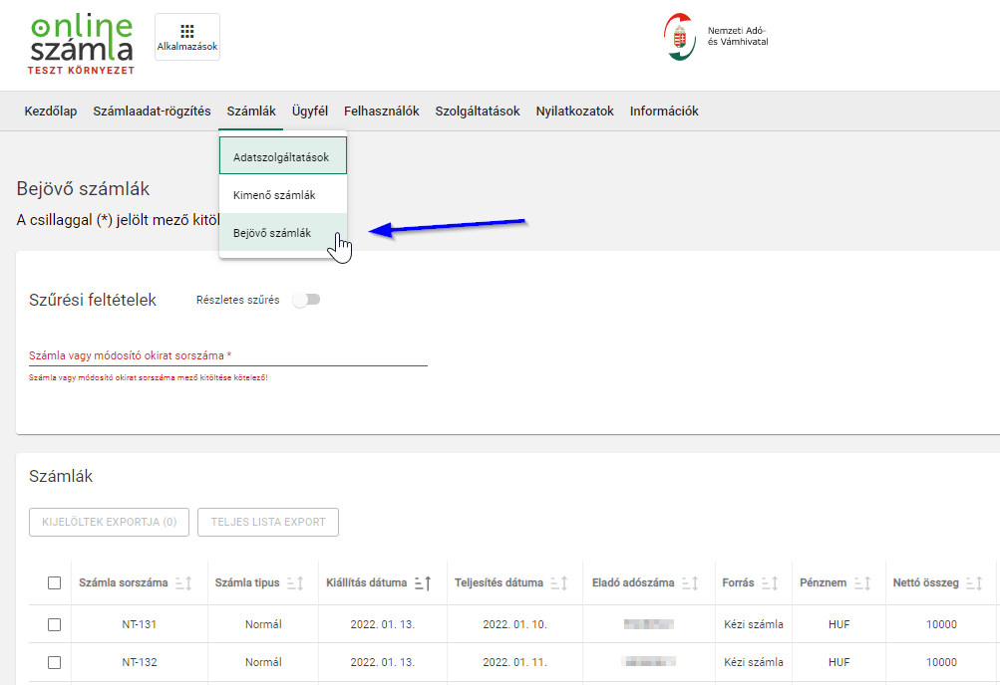 online
számla
TESZT KÖRNYEZET
Alkalmazások
Nemzeti Adó-
és Vámhivatal
Kezdőlap Számlaadat-rögzítés Számlák Ügyfél Felhasználók Szolgáltatások Nyilatkozatok Információk
Adatszolgáltatások
Kimenő számlák
Bejövő számlák
Bejövő számlák
A csillaggal (*) jelölt mező
Szűrési feltételek Részletes szűrés
Számla vagy módosító okirat sorszáma *
Számla vagy módosító okirat sorszáma mező kitöltése kötelező!
Számlák
KIJELÖLTEK EXPORTJA (0) TELJES LISTA EXPORT
Számla sorszáma Számla tipus Kiállítás dátuma Teljesítés dátuma Eladó adószáma Forrás Pénznem Nettó összeg
NT-131 Normál 2022. 01. 13. 2022. 01. 10. Kézi számla HUF 10000
NT-132 Normál 2022. 01. 13. 2022. 01. 11. Kézi számla HUF 10000